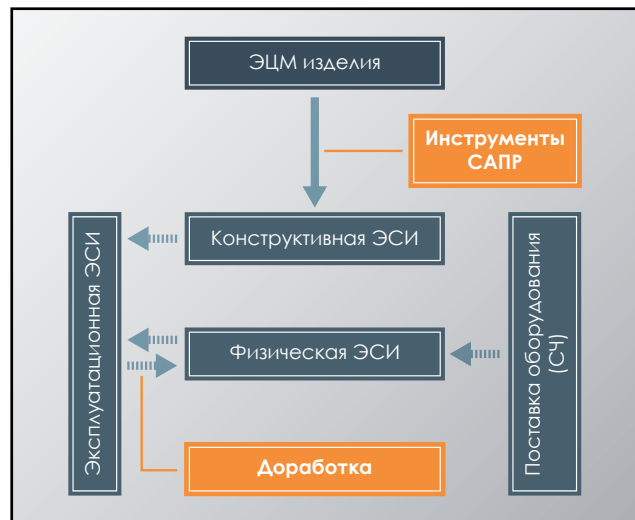 ЭЦМ изделия
Инструменты
САПР
Конструктивная ЭСИ
Эксплуатационная ЭСИ
Физическая ЭСИ
Поставка оборудования
(СЧ)
Доработка